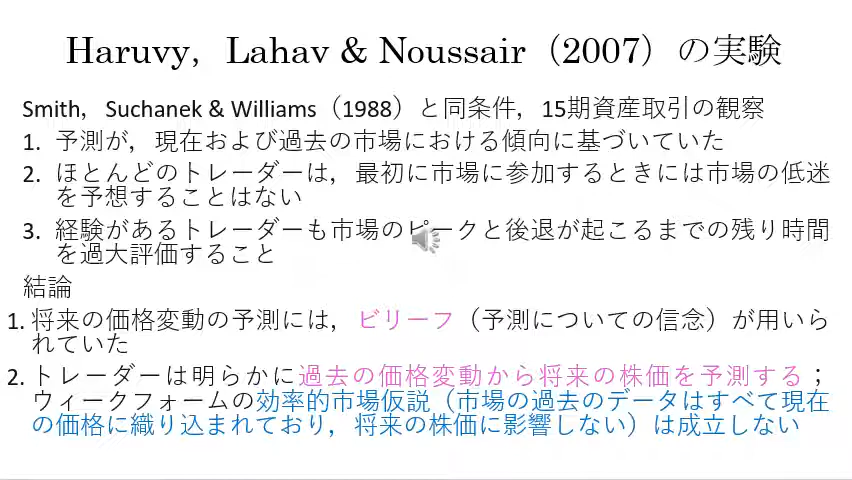 Haruvy，Lahav & Noussair（2007）の実験
Smith，Suchanek & Williams（1988）と同条件，15期資産取引の観察
1. 予測が，現在および過去の市場における傾向に基づいていた
2. ほとんどのトレーダーは，最初に市場に参加するときには市場の低迷
を予想することはない
3. 経験があるトレーダーも市場のピークと後退が起こるまでの残り時間
を過大評価すること
結論
1. 将来の価格変動の予測には，ビリーフ（予測についての信念）が用いら
れていた
2. トレーダーは明らかに過去の価格変動から将来の株価を予測する；
ウィークフォームの効率的市場仮説（市場の過去のデータはすべて現在
の価格に織り込まれており，将来の株価に影響しない）は成立しない